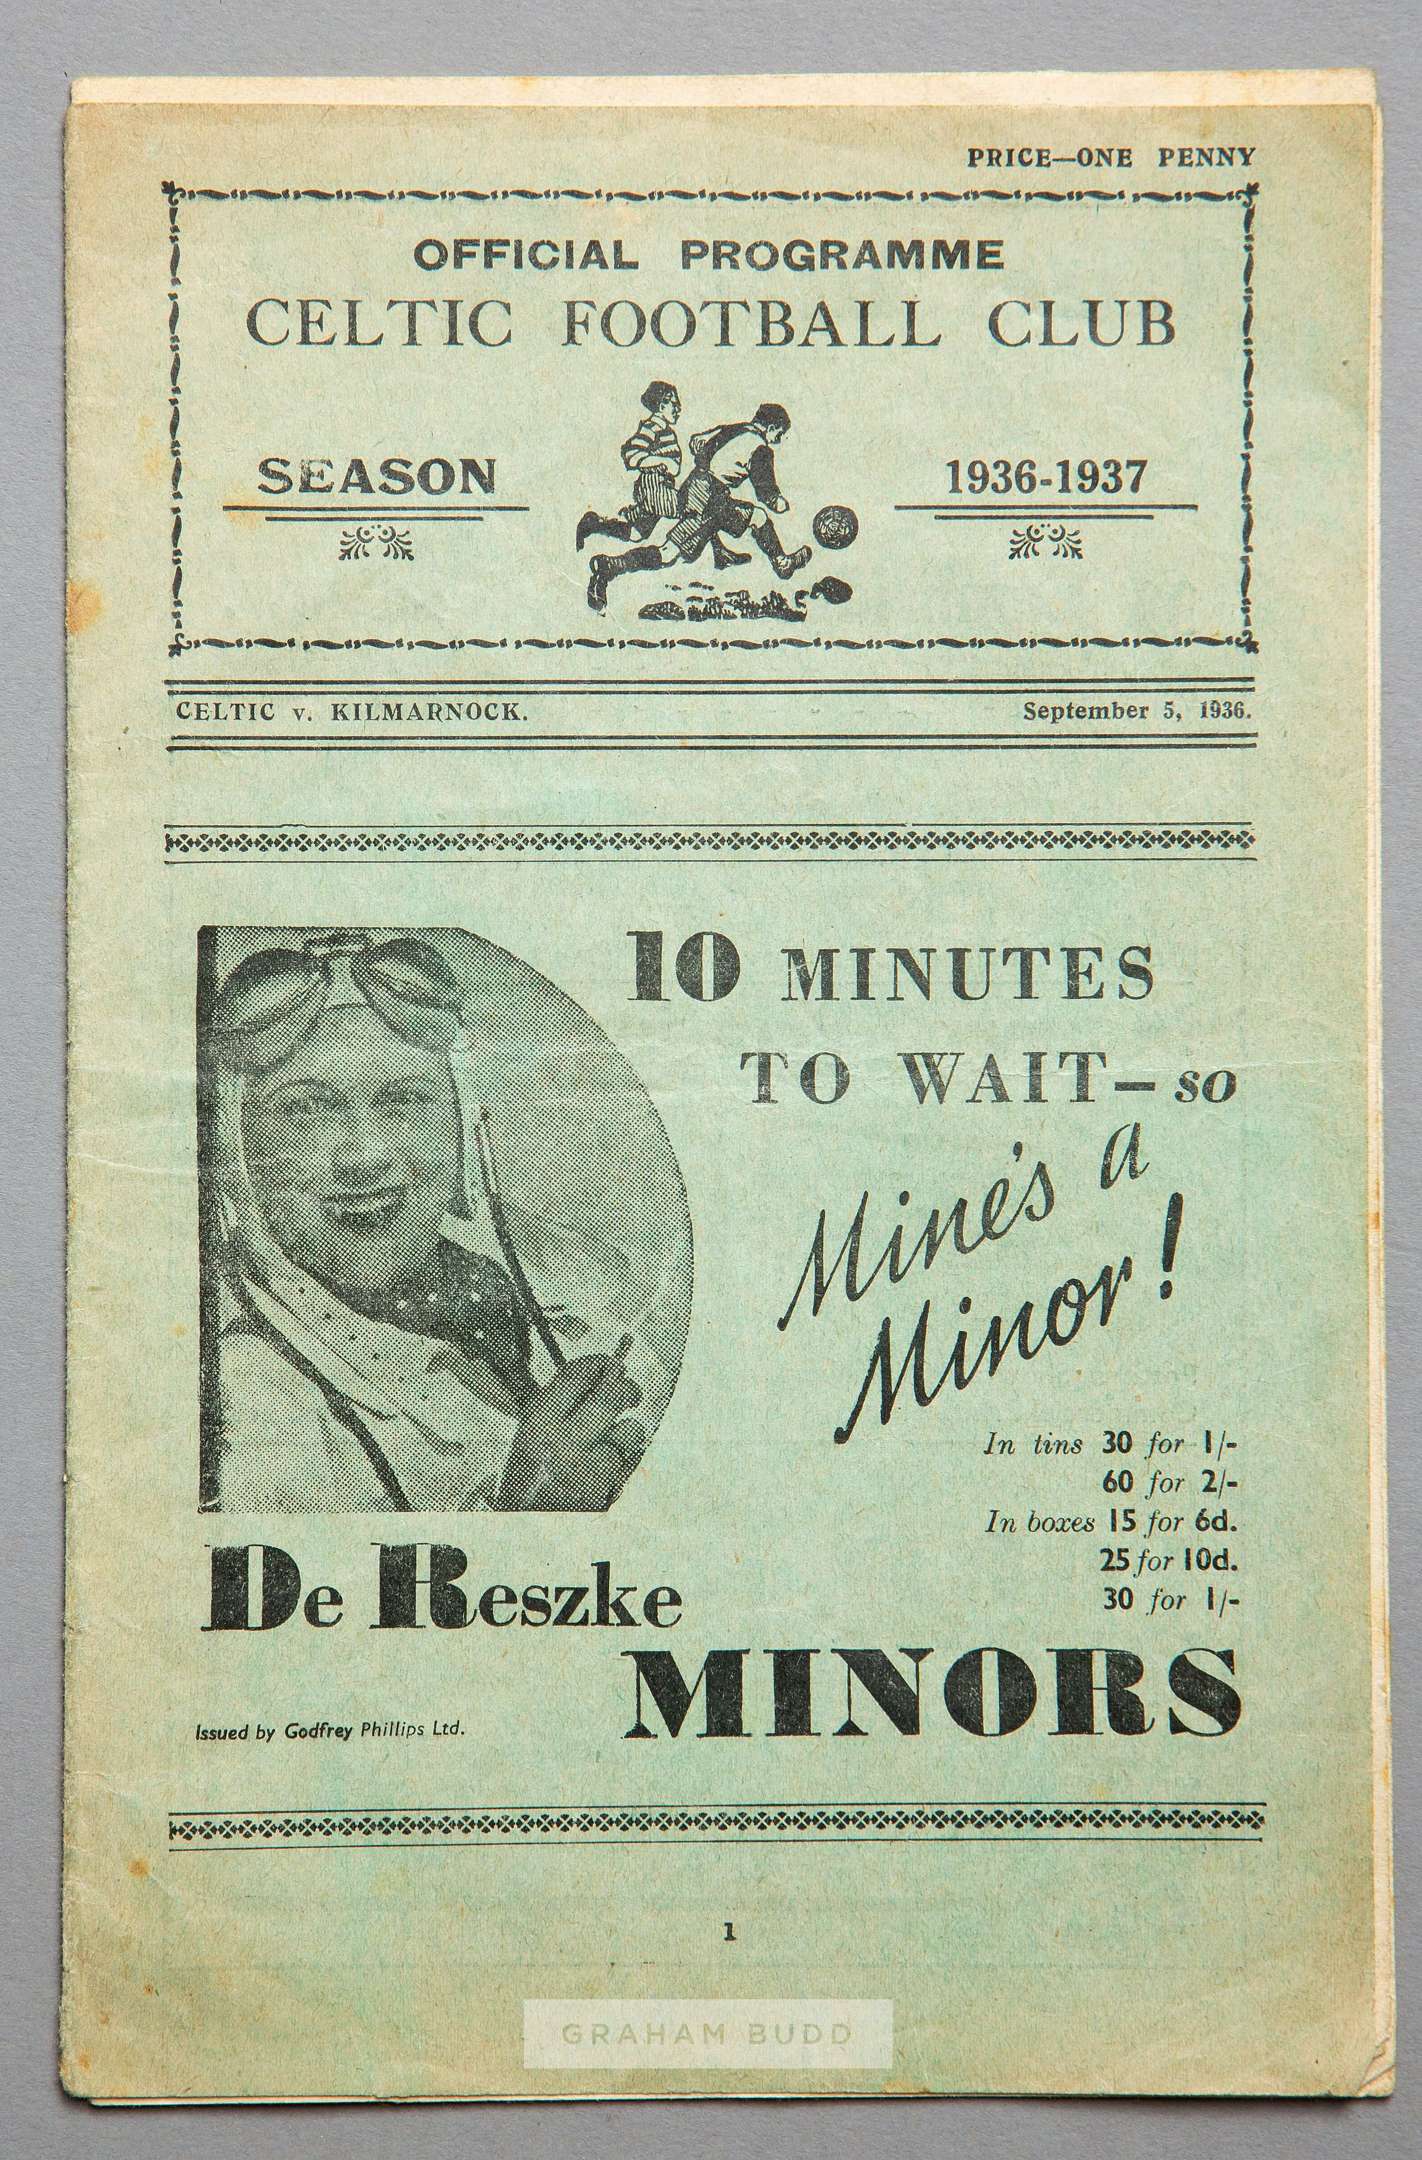 PRICE—ONE PENNY
OFFICIAL PROGRAMME
CELTIC FOOTBALL CLUB
SEASON 1936-1937
CELTIC v. KILMARNOCK. September 5, 1936.
10 MINUTES
TO WAIT—so
Mine's a
Minor!
In tins 30 for 1/-
60 for 2/-
In boxes 15 for 6d.
25 for 10d.
30 for 1/-
De Reszke
MINORS
Issued by Godfrey Phillips Ltd.
1
GRAHAM BUDD